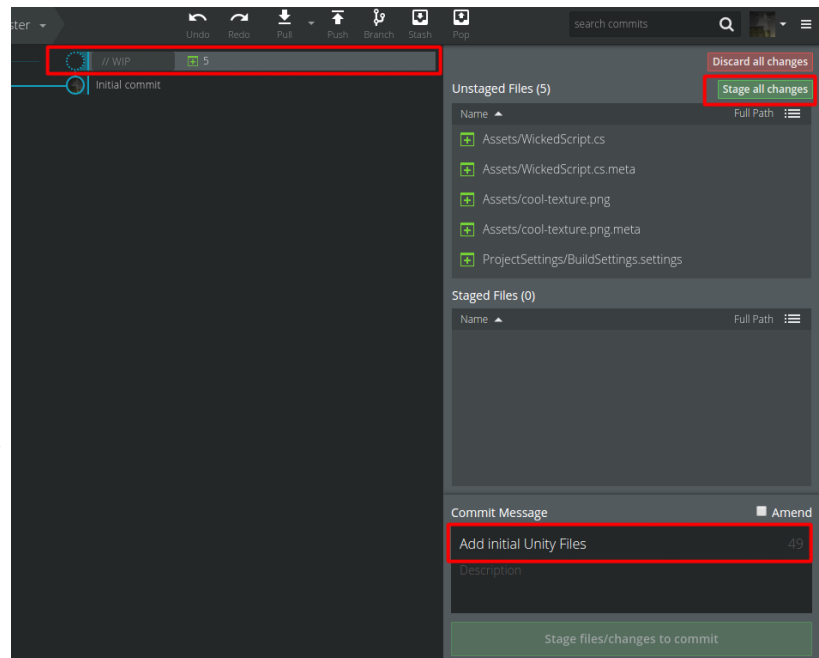 ster
Undo Redo Pull Push Branch Stash Pop search commits
// WIP 5
Initial commit
Discard all changes
Unstaged Files (5) Stage all changes
Name Full Path
Assets/WickedScript.cs
Assets/WickedScript.cs.meta
Assets/cool-texture.png
Assets/cool-texture.png.meta
ProjectSettings/BuildSettings.settings
Staged Files (0)
Name Full Path
Commit Message Amend
Add initial Unity Files 49
Description
Stage files/changes to commit